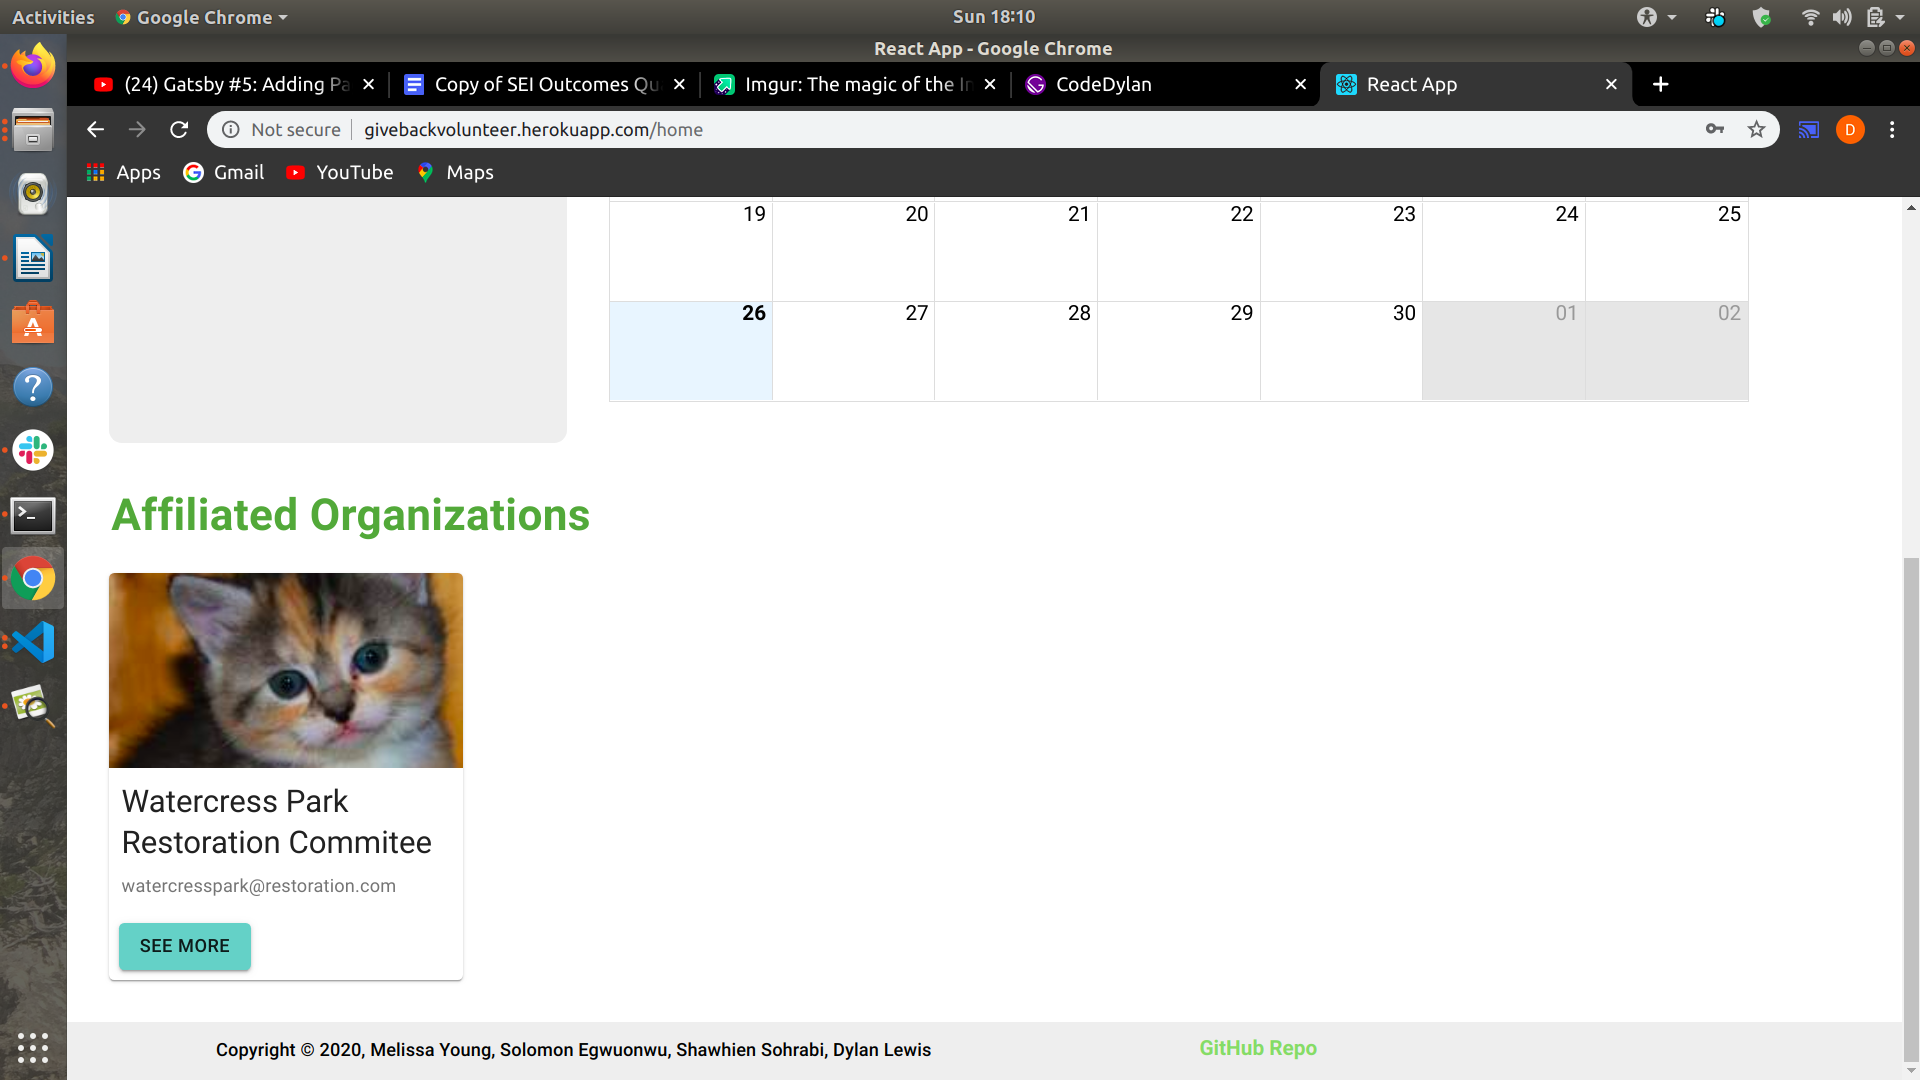 Activities Google Chrome Sun 18:10
React App - Google Chrome
(24) Gatsby #5: Adding Pa Copy of SEI Outcomes Qu Imgur: The magic of the In CodeDylan React App
Not secure givebackvolunteer.herokuapp.com/home D
Apps Gmail YouTube Maps
19 20 21 22 23 24 25
26 27 28 29 30 01 02
Affiliated Organizations
Watercress Park
Restoration Commitee
watercresspark@restoration.com
SEE MORE
Copyright © 2020, Melissa Young, Solomon Egwuonwu, Shawhien Sohrabi, Dylan Lewis GitHub Repo